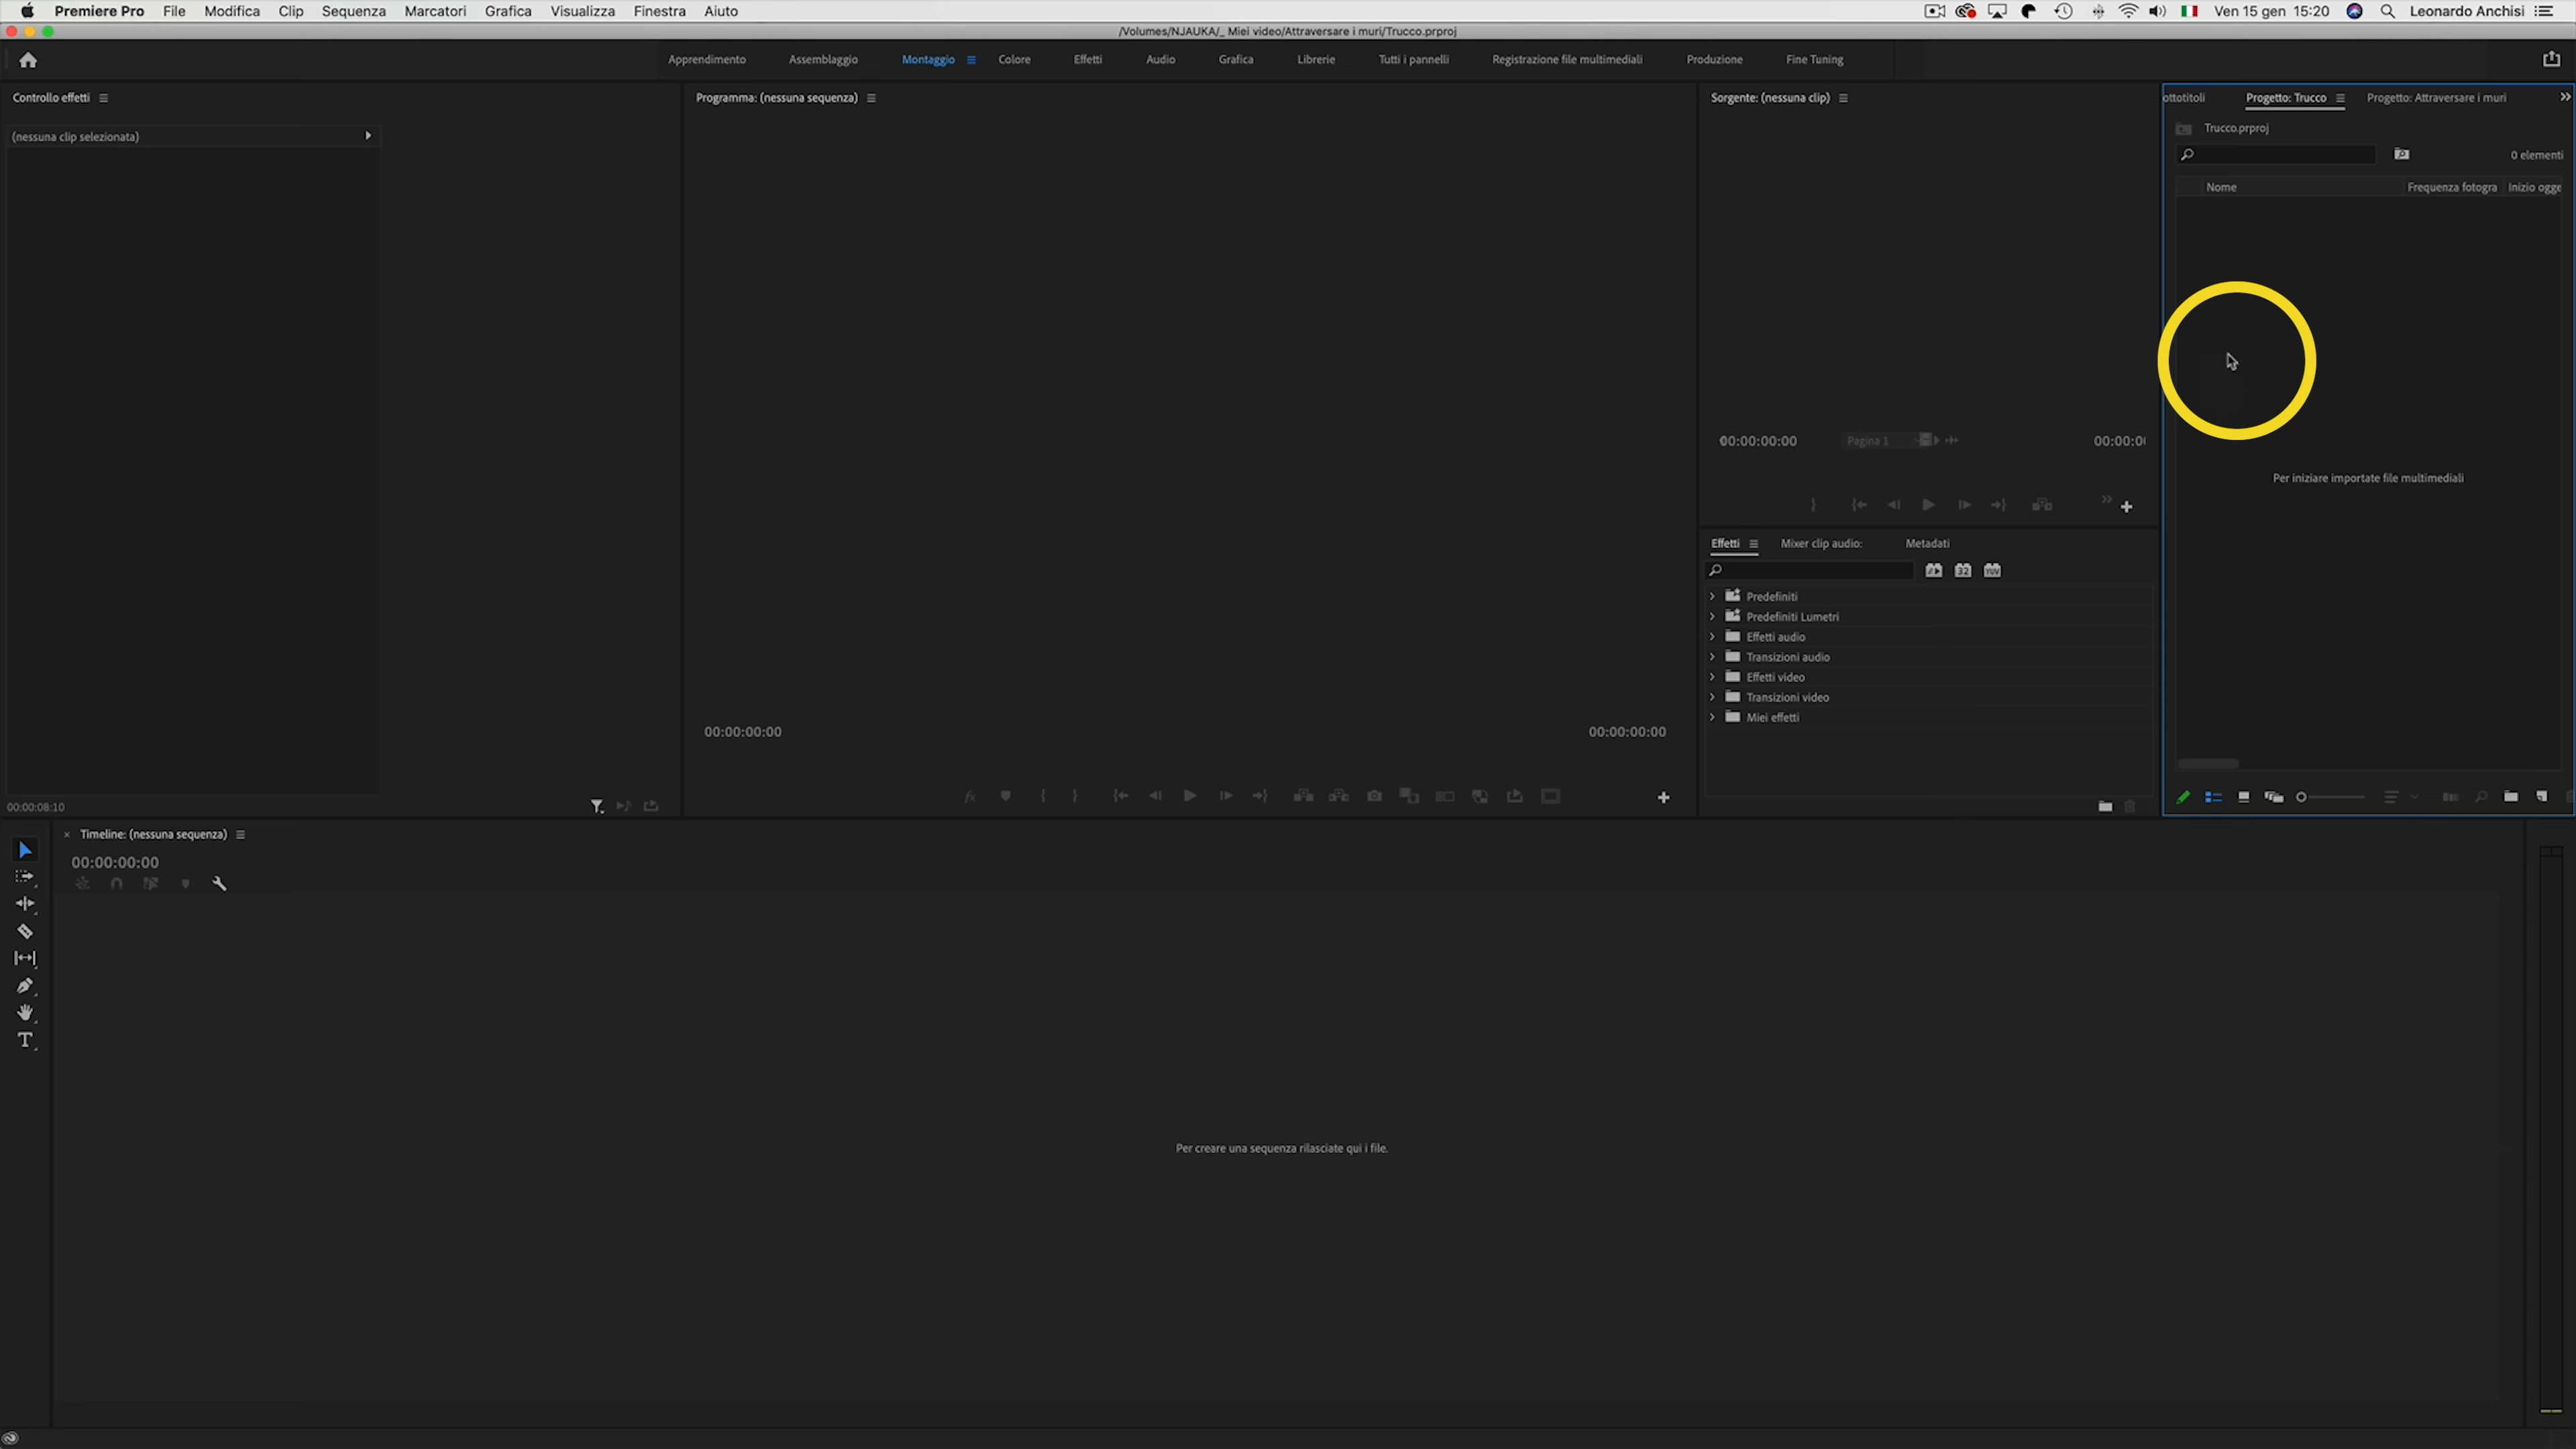 Premiere Pro File Modifica Clip Sequenza Marcatori Grafica Visualizza Finestra Aiuto Ven 15 gen 15:20 Leonardo Anchisi
/Volumes/NJAUKA/_ Miei video/Attraversare i muri/Trucco.prproj
Apprendimento Assemblaggio Montaggio Colore Effetti Audio Grafica Librerie Tutti i pannelli Registrazione file multimediali Produzione Fine Tuning
Controllo effetti
(nessuna clip selezionata)
00:00:08:10
Programma: (nessuna sequenza)
00:00:00:00 00:00:00:00
fx
Sorgente: (nessuna clip)
00:00:00:00 Pagina 1 00:00:0
Effetti Mixer clip audio: Metadati
32 YUV
Predefiniti
Predefiniti Lumetri
Effetti audio
Transizioni audio
Effetti video
Transizioni video
Miei effetti
ottotitoli Progetto: Trucco Progetto: Attraversare i muri
Trucco.prproj
0 elementi
Nome Frequenza fotogra Inizio ogge
Per iniziare importate file multimediali
Timeline: (nessuna sequenza)
00:00:00:00
Per creare una sequenza rilasciate qui i file.